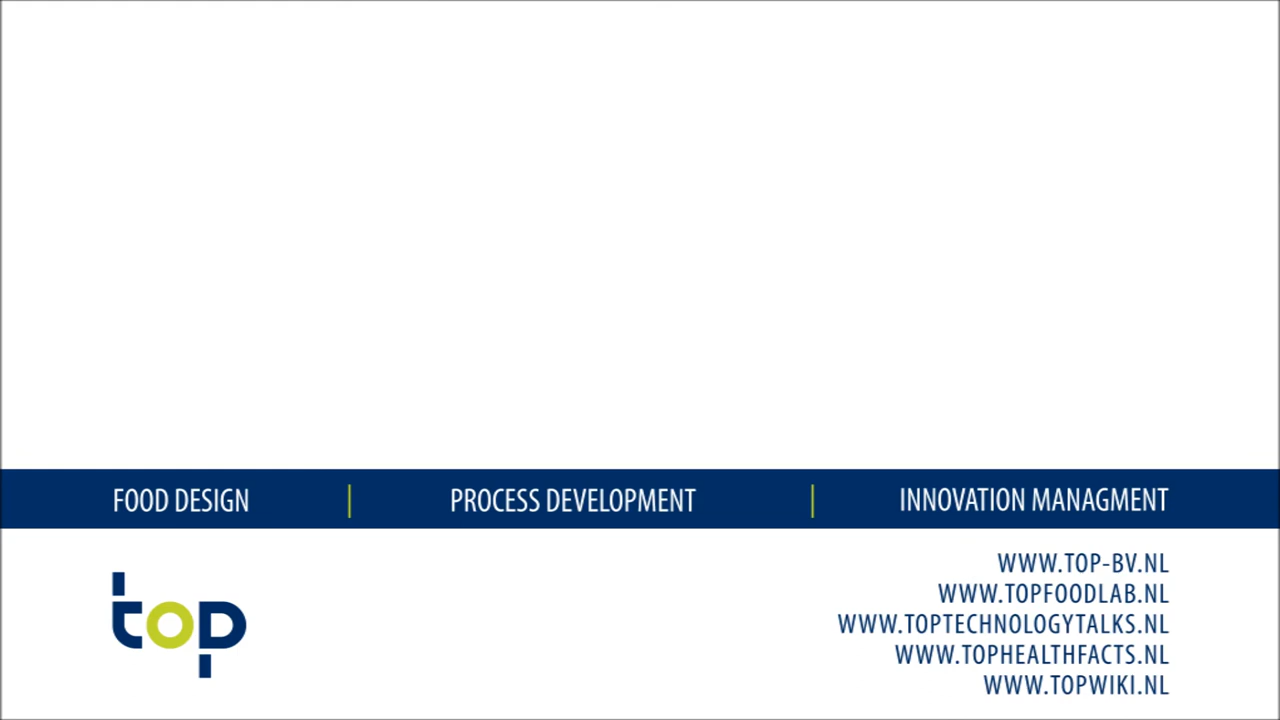 FOOD DESIGN | PROCESS DEVELOPMENT | INNOVATION MANAGMENT
top
WWW.TOP-BV.NL
WWW.TOPFOODLAB.NL
WWW.TOPTECHNOLOGYTALKS.NL
WWW.TOPHEALTHFACTS.NL
WWW.TOPWIKI.NL